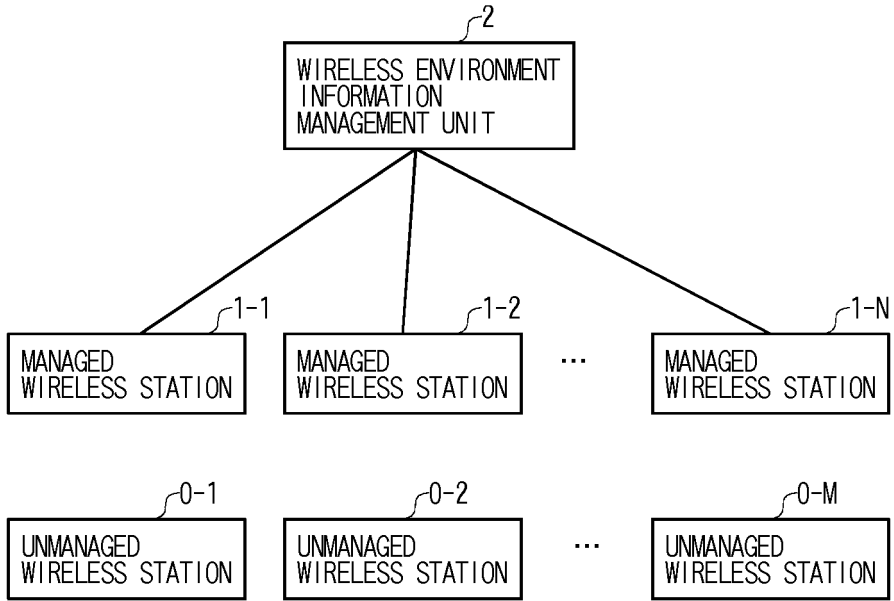 2
WIRELESS ENVIRONMENT
INFORMATION
MANAGEMENT UNIT
1-1
1-2
1-N
MANAGED
WIRELESS STATION
MANAGED
WIRELESS STATION
...
MANAGED
WIRELESS STATION
0-1
0-2
0-M
UNMANAGED
WIRELESS STATION
UNMANAGED
WIRELESS STATION
...
UNMANAGED
WIRELESS STATION